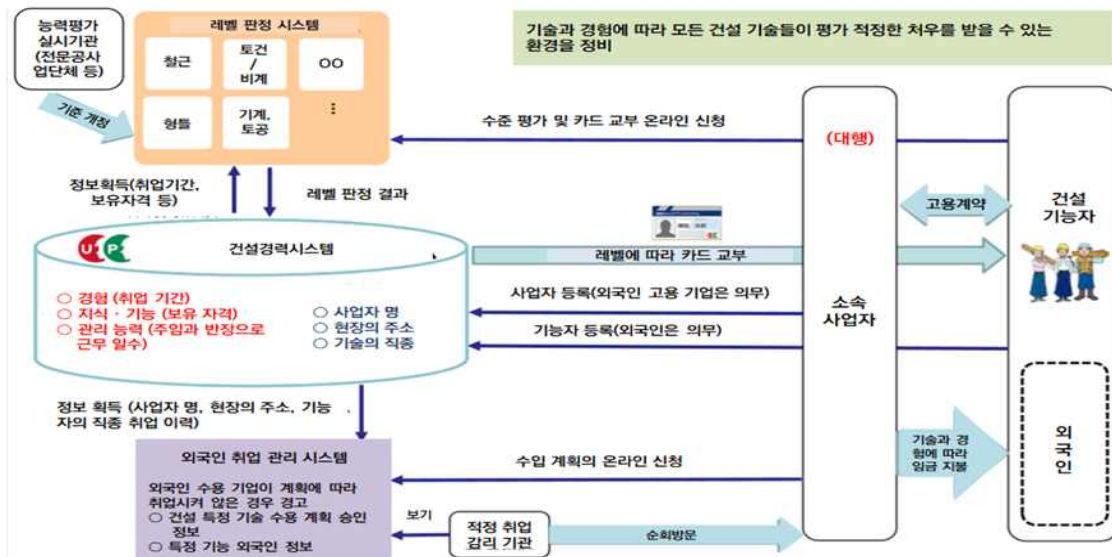 능력평가
실시기관
(전문공사
업단체 등)
기준 개정
레벨 판정 시스템
철근
토건
/
비계
OO
형틀
기계,
토공
기술과 경험에 따라 모든 건설 기술들이 평가 적정한 처우를 받을 수 있는
환경을 정비
수준 평가 및 카드 교부 온라인 신청
(대행)
정보획득(취업기간,
보유자격 등)
레벨 판정 결과
고용계약
건설
기능자
건설경력시스템
레벨에 따라 카드 교부
○ 경험 (취업 기간)
○ 지식 · 기능 (보유 자격)
○ 관리 능력 (주임과 반장으로
근무 일수)
○ 사업자 명
○ 현장의 주소
○ 기술의 직종
사업자 등록(외국인 고용 기업은 의무)
기능자 등록(외국인은 의무)
소속
사업자
정보 획득 (사업자 명, 현장의 주소, 기능
자의 직종 취업 이력)
외국인 취업 관리 시스템
외국인 수용 기업이 계획에 따라
취업시켜 않은 경우 경고
○ 건설 특정 기술 수용 계획 승인
정보
○ 특정 기능 외국인 정보
수입 계획의 온라인 신청
기술과 경
험에 따라
임금 지불
외국인
보기
적정 취업
감리 기관
순회방문